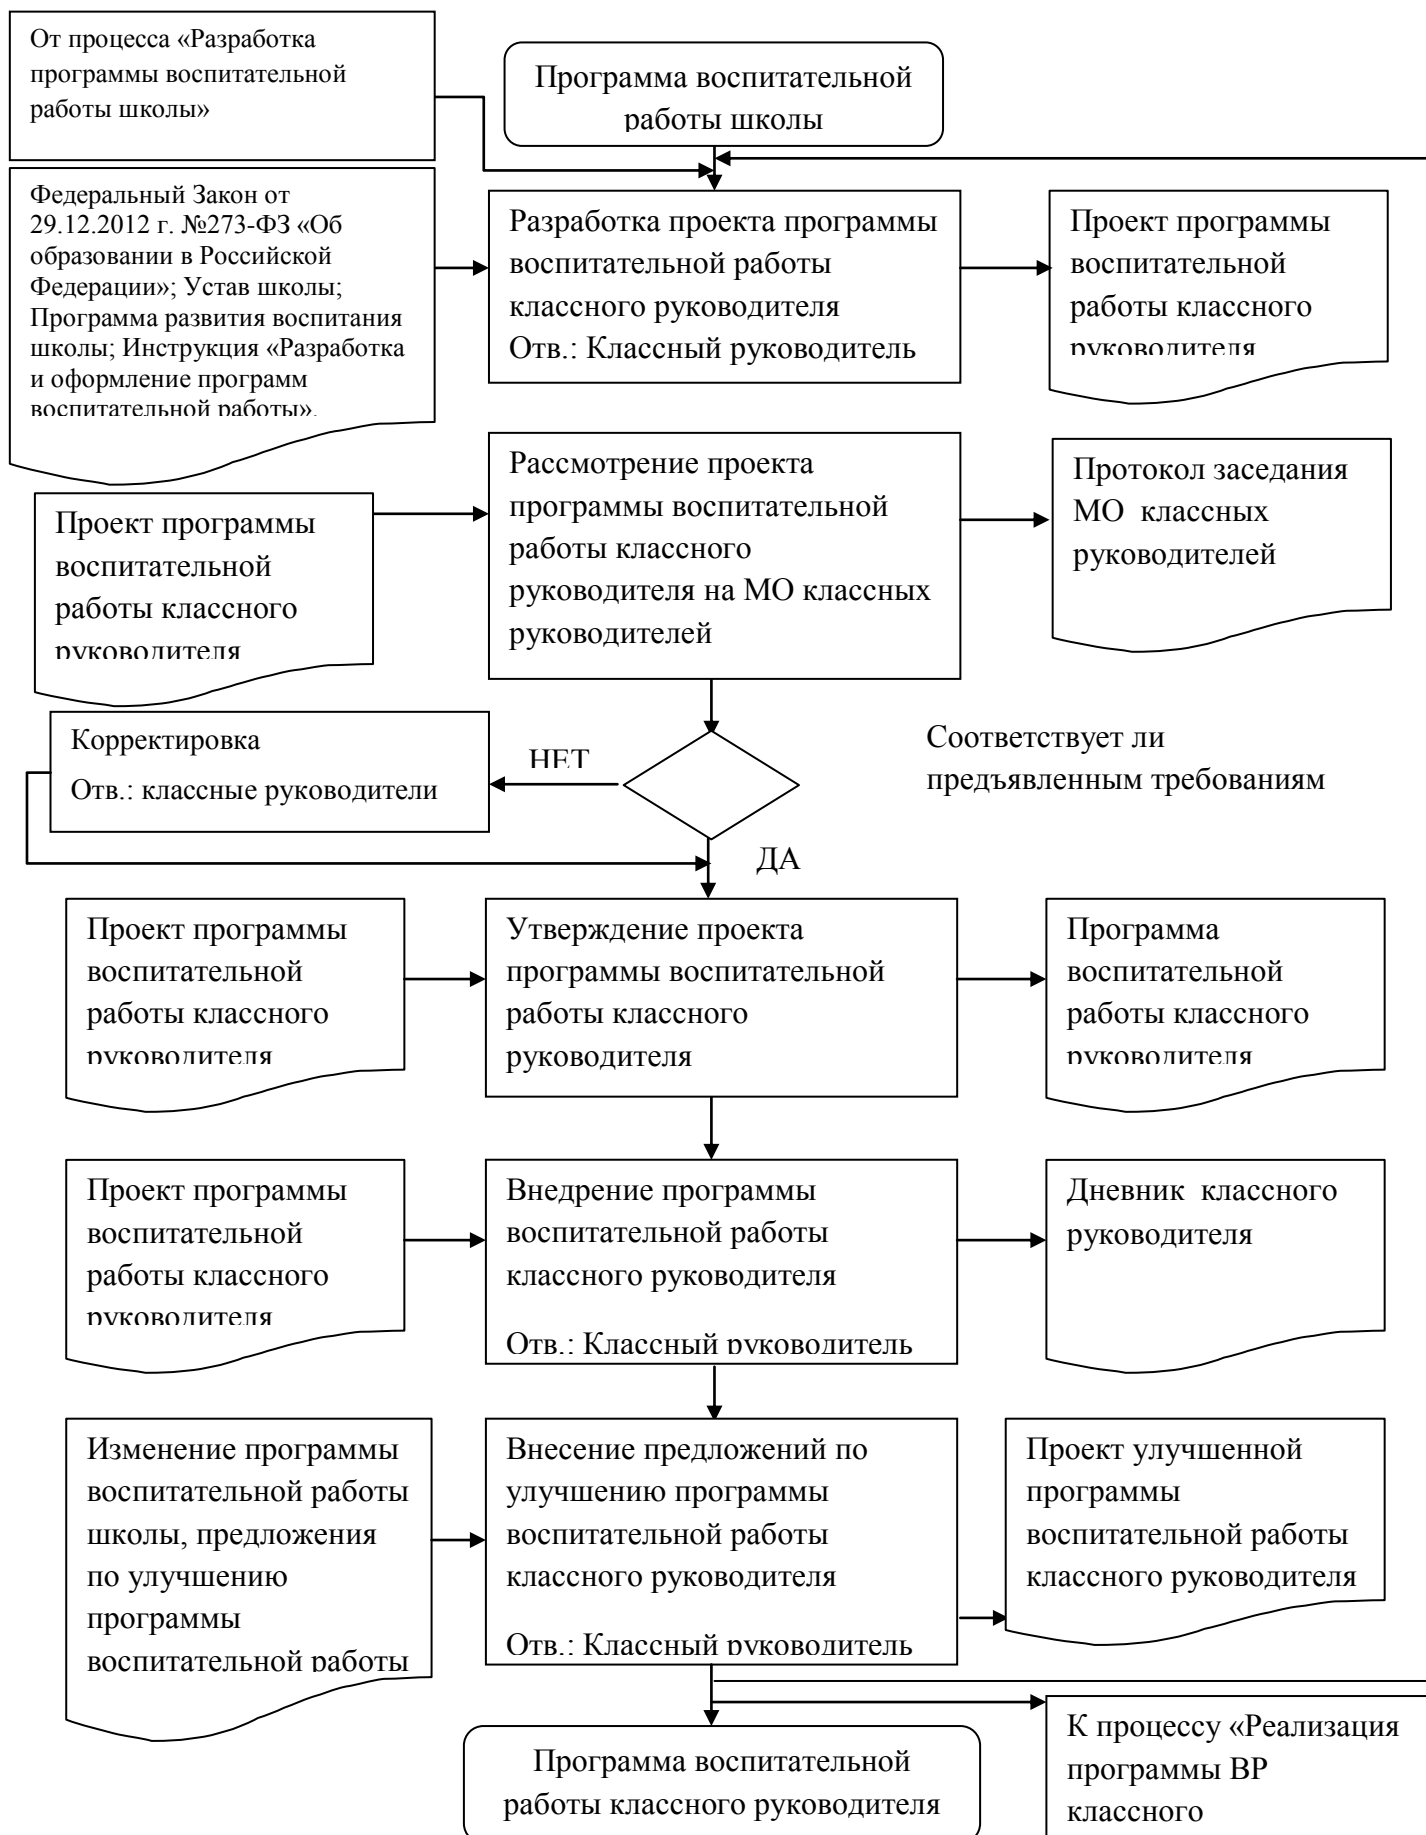 От процесса «Разработка
программы воспитательной
работы школы»
Программа воспитательной
работы школы
Федеральный Закон от
29.12.2012 г. №273-ФЗ «Об
образовании в Российской
Федерации»; Устав школы;
Программа развития воспитания
школы; Инструкция «Разработка
и оформление программ
воспитательной работы».
Разработка проекта программы
воспитательной работы
классного руководителя
Отв.: Классный руководитель
Проект программы
воспитательной
работы классного
руководителя
Проект программы
воспитательной
работы классного
руководителя
Рассмотрение проекта
программы воспитательной
работы классного
руководителя на МО классных
руководителей
Протокол заседания
МО классных
руководителей
Корректировка
Отв.: классные руководители
НЕТ
Соответствует ли
предъявленным требованиям
ДА
Проект программы
воспитательной
работы классного
руководителя
Утверждение проекта
программы воспитательной
работы классного
руководителя
Программа
воспитательной
работы классного
руководителя
Проект программы
воспитательной
работы классного
руководителя
Внедрение программы
воспитательной работы
классного руководителя
Отв.: Классный руководитель
Дневник классного
руководителя
Изменение программы
воспитательной работы
школы, предложения
по улучшению
программы
воспитательной работы
Внесение предложений по
улучшению программы
воспитательной работы
классного руководителя
Отв.: Классный руководитель
Проект улучшенной
программы
воспитательной работы
классного руководителя
Программа воспитательной
работы классного руководителя
К процессу «Реализация
программы ВР
классного